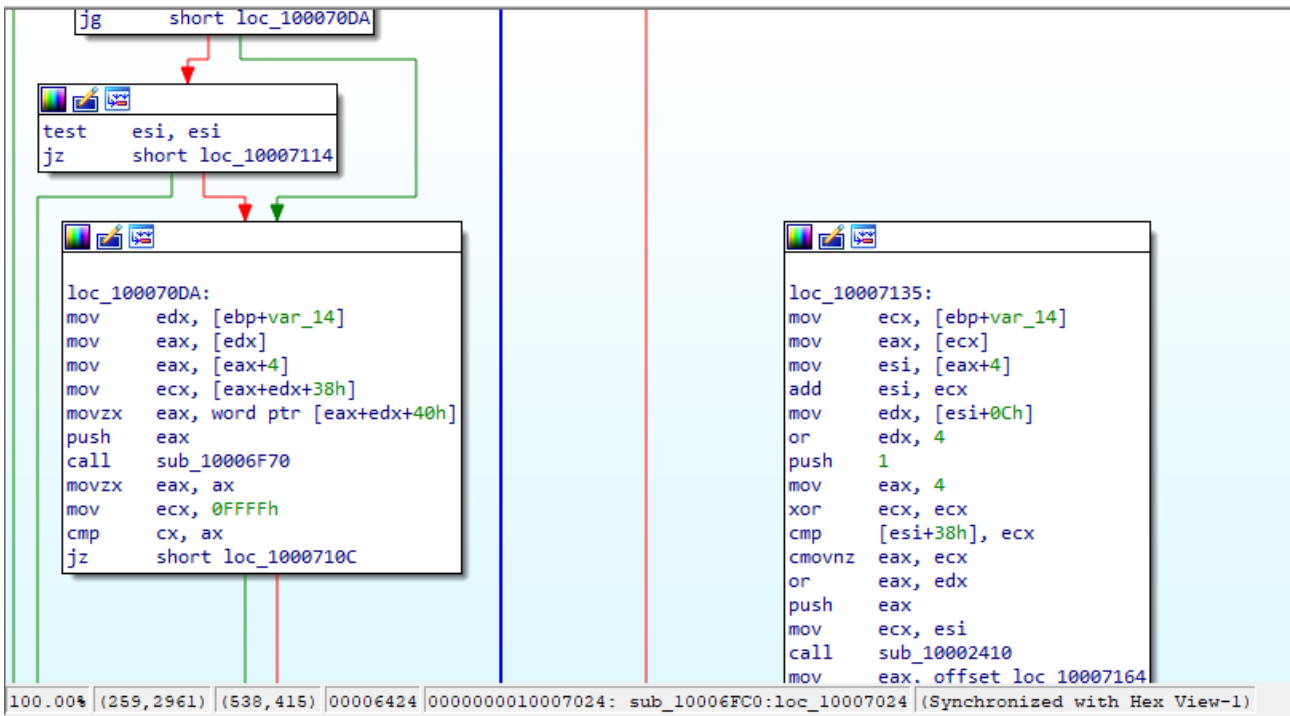 jg short loc_100070DA
test esi, esi
jz short loc_10007114
loc_100070DA:
mov edx, [ebp+var_14]
mov eax, [edx]
mov eax, [eax+4]
mov ecx, [eax+edx+38h]
movzx eax, word ptr [eax+edx+40h]
push eax
call sub_10006F70
movzx eax, ax
mov ecx, 0FFFFh
cmp cx, ax
jz short loc_1000710C
loc_10007135:
mov ecx, [ebp+var_14]
mov eax, [ecx]
mov esi, [eax+4]
add esi, ecx
mov edx, [esi+0Ch]
or edx, 4
push 1
mov eax, 4
xor ecx, ecx
cmp [esi+38h], ecx
cmovnz eax, ecx
or eax, edx
push eax
mov ecx, esi
call sub_10002410
mov eax, offset loc_10007164
100.00% (259,2961) (538,415) 00006424 0000000010007024: sub_10006FC0:loc_10007024 (Synchronized with Hex View-1)